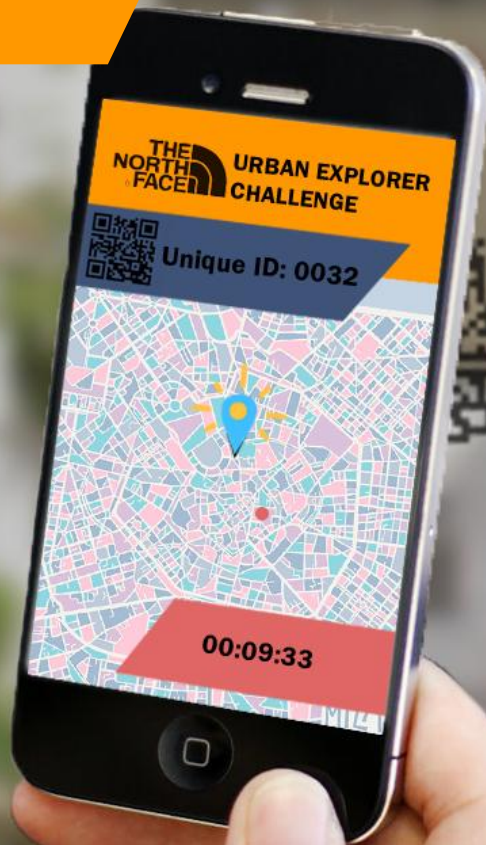 THE
NORTH
FACE
URBAN EXPLORER
CHALLENGE
Unique ID: 0032
00:09:33